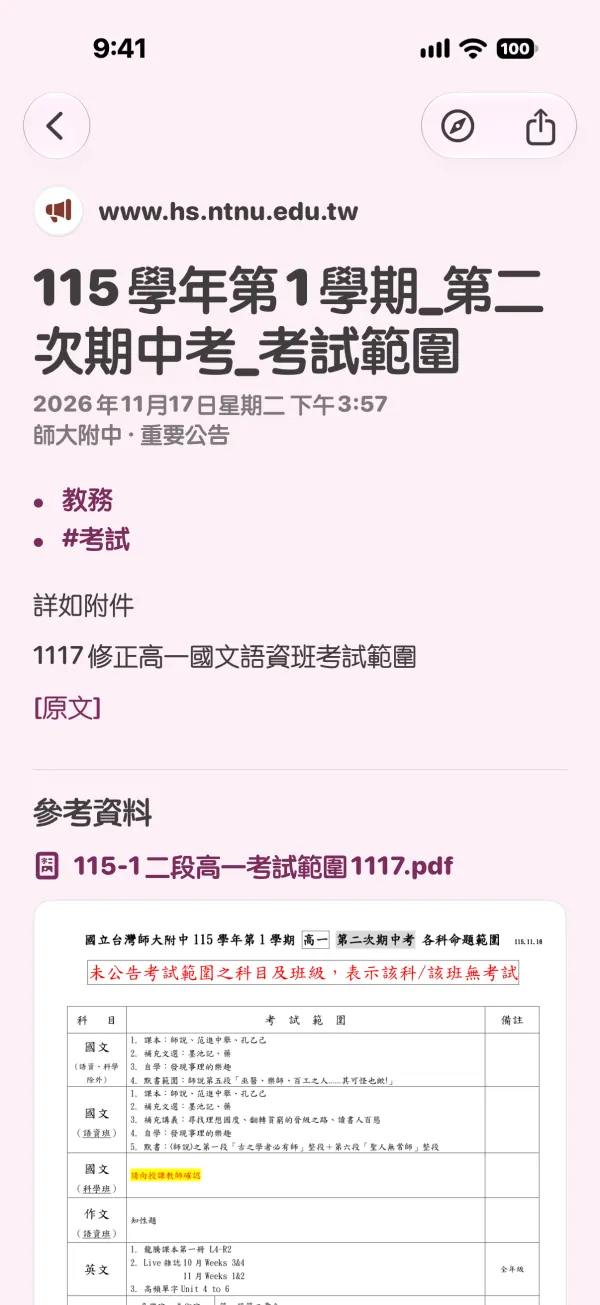 9:41
100
www.hs.ntnu.edu.tw
115 學年第 1 學期_第二
次期中考_考試範圍
2026年11月17日星期二 下午3:57
師大附中 · 重要公告
• 教務
• #考試
詳如附件
1117 修正高一國文語資班考試範圍
[原文]
參考資料
115-1 二段高一考試範圍1117.pdf
國立台灣師大附中 115 學年第 1 學期 高一 第二次期中考 各科命題範圍 115.11.16
未公告考試範圍之科目及班級，表示該科/該班無考試
科 目 考 試 範 圍 備註
國文
(語資、科學
除外)
1. 課本：師說、范進中舉、孔乙己
2. 補充文選：墨池記、藥
3. 自學：發現事理的樂趣
4. 默書範圍：師說第五段「巫醫、樂師、百工之人……其可怪也歟!」
國文
(語資班)
1. 課本：師說、范進中舉、孔乙己
2. 補充文選：墨池記、藥
3. 補充講義：尋找理想國度、翻轉貧窮的晉級之路、讀書人百態
4. 自學：發現事理的樂趣
5. 默書：(師說)之第一段「古之學者必有師」整段＋第六段「聖人無常師」整段
國文
(科學班)
請向授課教師確認
作文
(語資班)
知性題
英文
1. 龍騰課本第一冊 L4-R2
2. Live 雜誌 10 月 Weeks 3&4
11 月 Weeks 1&2
3. 高頻單字 Unit 4 to 6
全年級